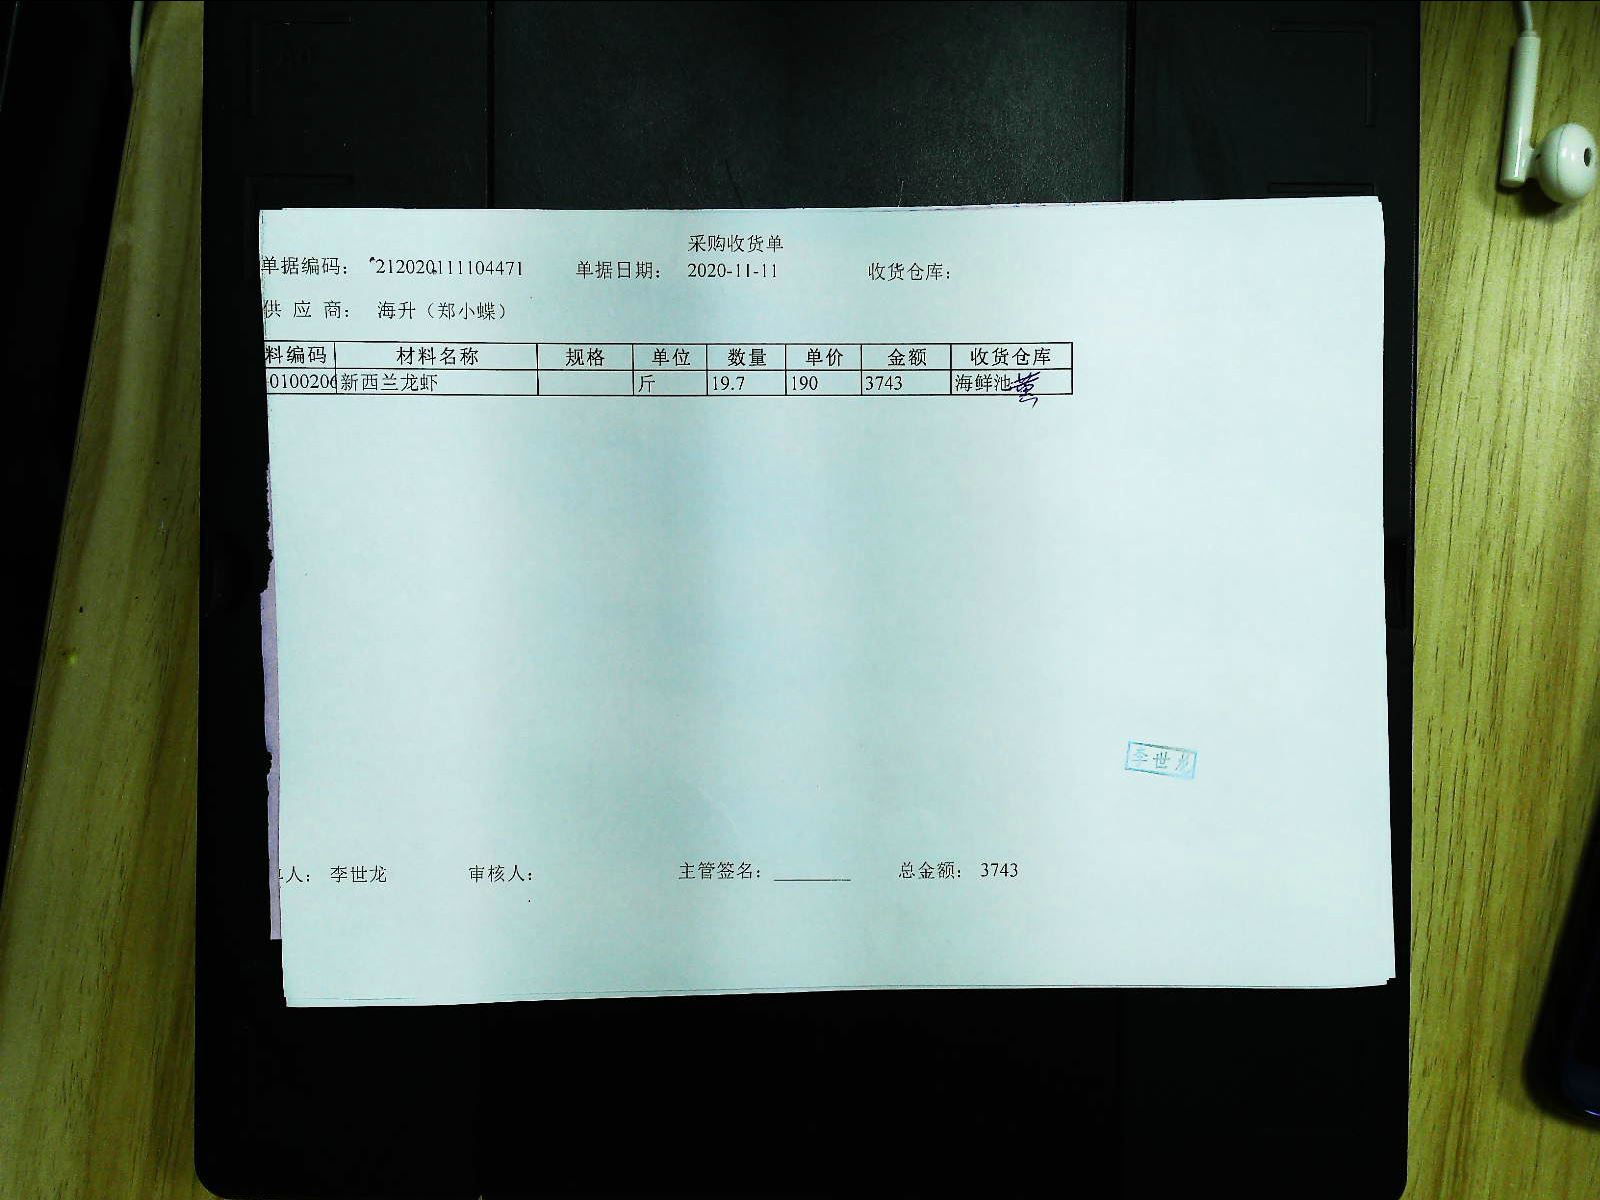 采购收货单
单据编码： 212020111104471 单据日期： 2020-11-11 收货仓库：
供 应 商： 海升（郑小蝶）
料编码 材料名称 规格 单位 数量 单价 金额 收货仓库
0100206 新西兰龙虾 斤 19.7 190 3743 海鲜池
李世龙
人： 李世龙 审核人： 主管签名： 总金额： 3743